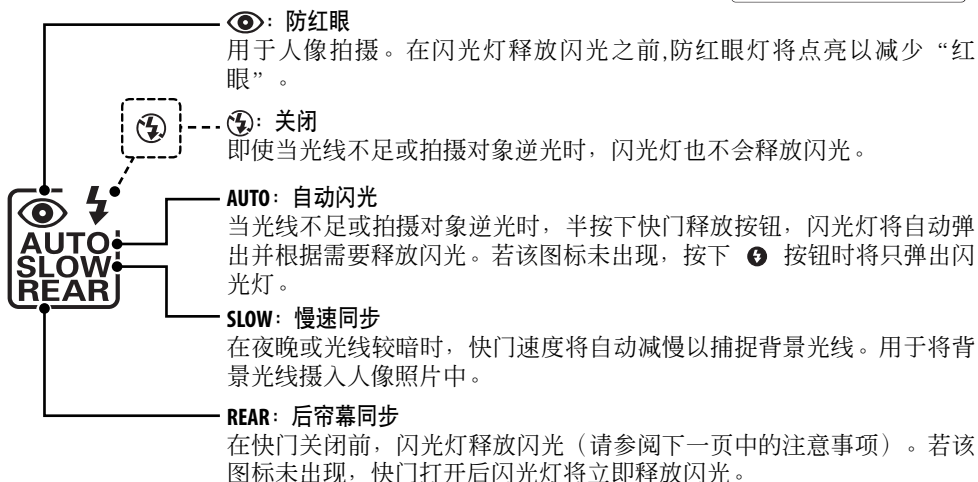 : 防红眼
用于人像拍摄。在闪光灯释放闪光之前,防红眼灯将点亮以减少“红
眼”。
: 关闭
即使当光线不足或拍摄对象逆光时，闪光灯也不会释放闪光。
AUTO：自动闪光
当光线不足或拍摄对象逆光时，半按下快门释放按钮，闪光灯将自动弹
出并根据需要释放闪光。若该图标未出现，按下 按钮时将只弹出闪
光灯。
AUTO
SLOW
REAR
SLOW：慢速同步
在夜晚或光线较暗时，快门速度将自动减慢以捕捉背景光线。用于将背
景光线摄入人像照片中。
REAR：后帘幕同步
在快门关闭前，闪光灯释放闪光（请参阅下一页中的注意事项）。若该
图标未出现，快门打开后闪光灯将立即释放闪光。